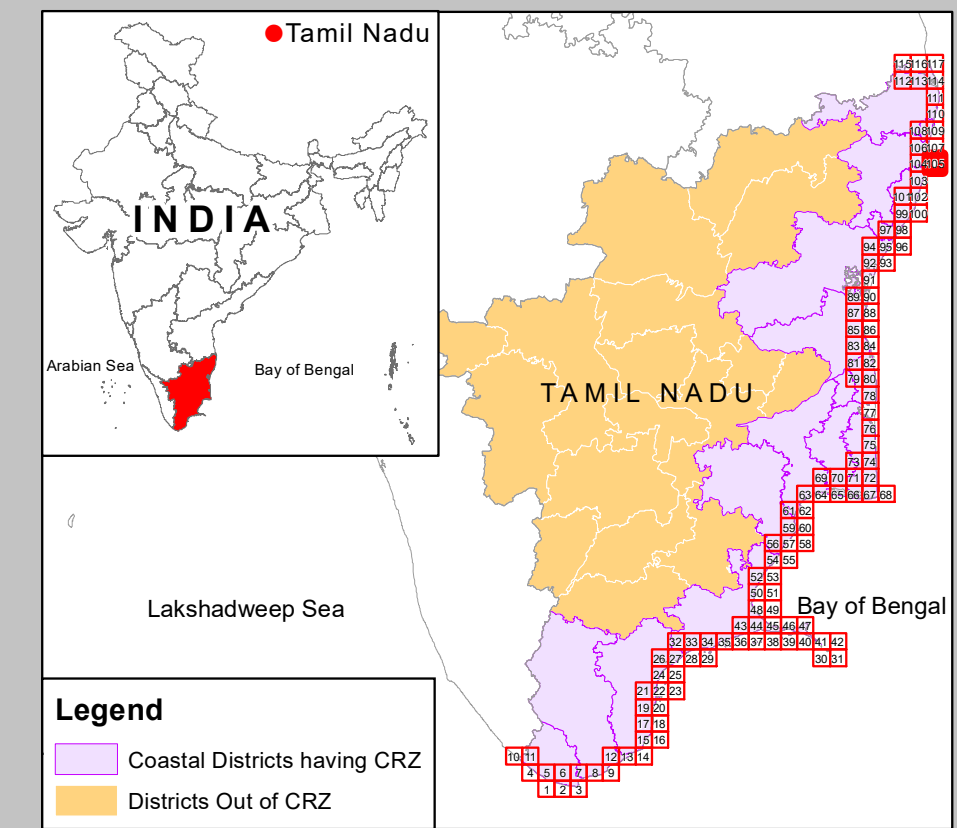 Tamil Nadu
INDIA
Arabian Sea
Bay of Bengal
115 116 117
112 113 114
111
110
108 109
106 107
104 105
103
101 102
99 100
97 98
94 95 96
92 93
91
89 90
87 88
85 86
83 84
81 82
79 80
TAMIL NADU
78
77
76
75
73 74
69 70 71 72
63 64 65 66 67 68
61 62
59 60
56 57 58
54 55
52 53
50 51
48 49
Lakshadweep Sea
Bay of Bengal
43 44 45 46 47
32 33 34 35 36 37 38 39 40 41 42
26 27 28 29 30 31
24 25
21 22 23
19 20
17 18
15 16
10 11 12 13 14
4 5 6 7 8 9
1 2 3
Legend
Coastal Districts having CRZ
Districts Out of CRZ